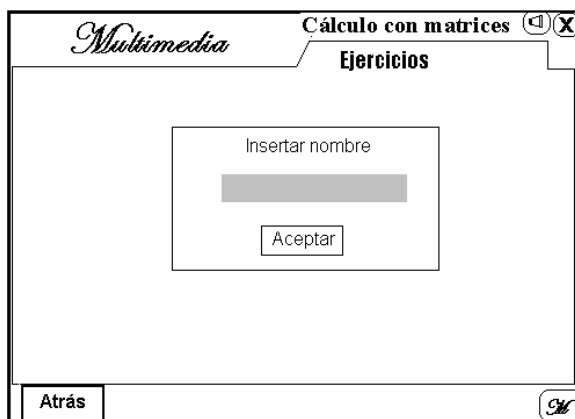 Multimedia
Cálculo con matrices
X
Ejercicios
Insertar nombre
Aceptar
Atrás
M